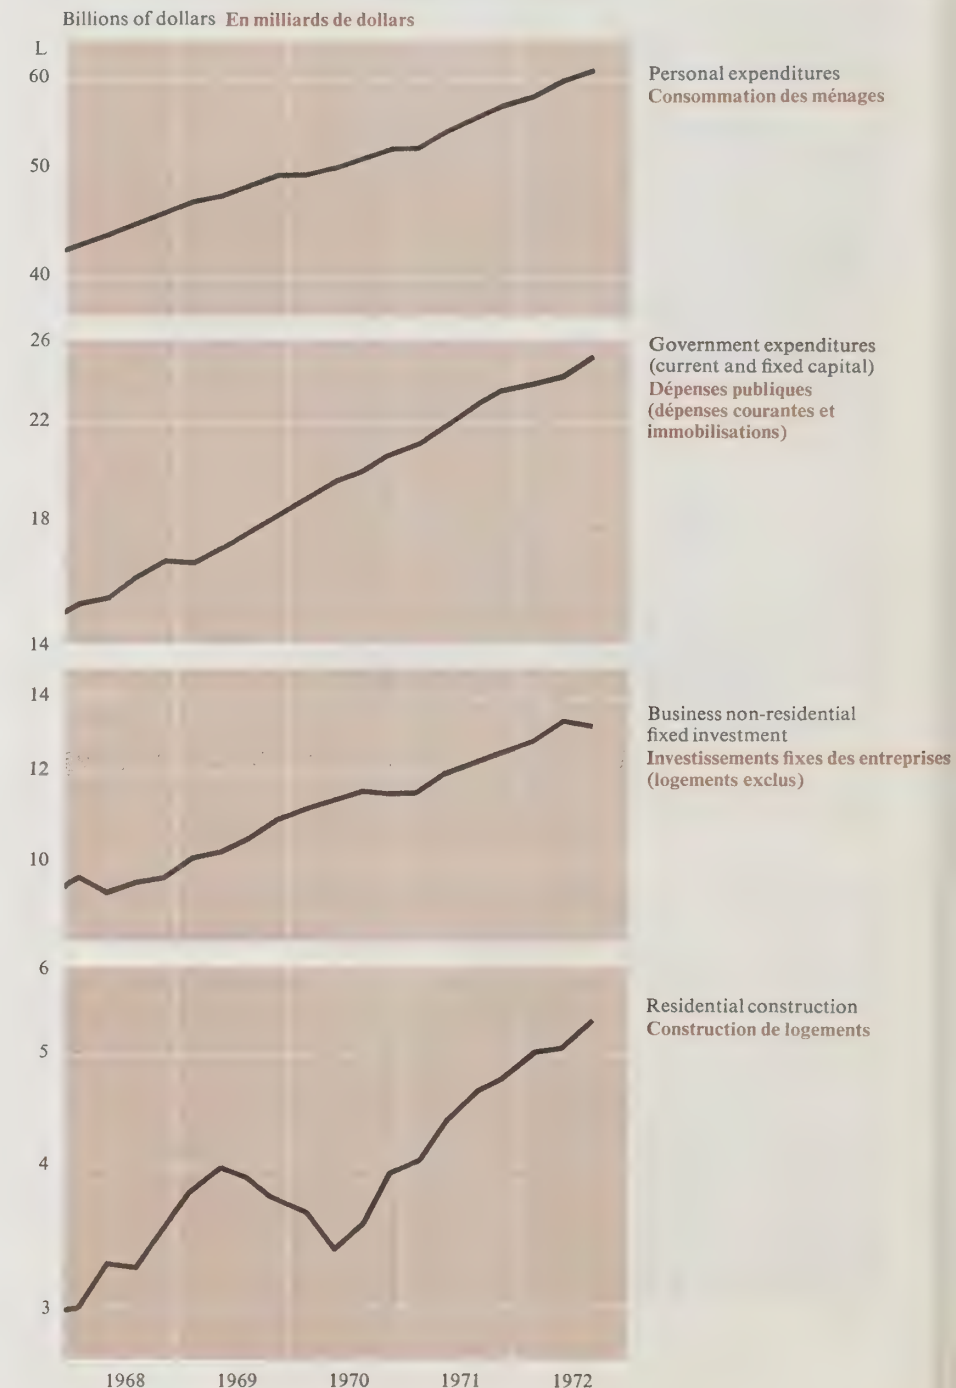 Billions of dollars En milliards de dollars
L
60
50
40
Personal expenditures
Consommation des ménages
26
22
18
14
Government expenditures
(current and fixed capital)
Dépenses publiques
(dépenses courantes et
immobilisations)
14
12
10
Business non-residential
fixed investment
Investissements fixes des entreprises
(logements exclus)
6
5
4
3
Residential construction
Construction de logements
1968 1969 1970 1971 1972